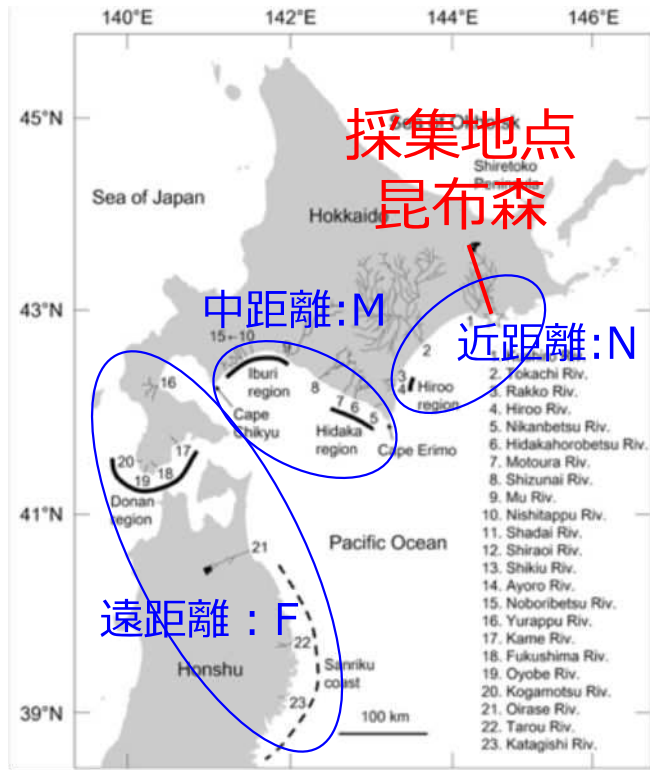 140°E 142°E 144°E 146°E
45°N
採集地点
Sea of Okhotsk
Shiretoko
Peninsula
Sea of Japan
昆布森
Hokkaido
43°N
中距離:M
近距離:N
15←10
9
1
2
Iburi
region
8
3
4
Hiroo
region
16
7
6
5
Cape
Chikyu
Hidaka
region
Cape Erimo
17
20
19
18
Donan
region
41°N
Pacific Ocean
21
遠距離：F
22
Honshu
Sanriku
coast
23
39°N
100 km
2. Tokachi Riv.
3. Rakko Riv.
4. Hiroo Riv.
5. Nikanbetsu Riv.
6. Hidakahorobetsu Riv.
7. Motoura Riv.
8. Shizunai Riv.
9. Mu Riv.
10. Nishitappu Riv.
11. Shadai Riv.
12. Shiraoi Riv.
13. Shikiu Riv.
14. Ayoro Riv.
15. Noboribetsu Riv.
16. Yurappu Riv.
17. Kame Riv.
18. Fukushima Riv.
19. Oyobe Riv.
20. Kogamotsu Riv.
21. Oirase Riv.
22. Tarou Riv.
23. Katagishi Riv.